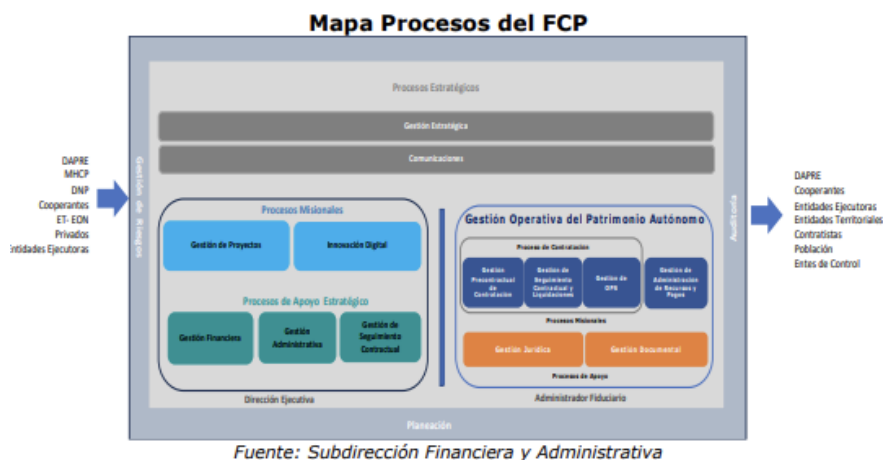 Mapa Procesos del FCP
Procesos Estratégicos
Gestión Estratégica
Comunicaciones
DAPRE
MHCP
DNP
Cooperantes
ET- EON
Privados
Entidades Ejecutoras
Gestión de Riegos
Procesos Misionales
Gestión de Proyectos
Innovación Digital
Procesos de Apoyo Estratégico
Gestión Financiera
Gestión
Administrativa
Gestión de
Seguimiento
Contractual
Dirección Ejecutiva
Gestión Operativa del Patrimonio Autónomo
Proceso de Contratación
Gestión
Precontractual
de
Contratación
Gestión de
Seguimiento
Contractual y
Liquidaciones
Gestión de
Gestión de
Administración
de Recursos y
Pagos
Procesos Misionales
Gestión Jurídica
Gestión Documental
Procesos de Apoyo
Administrador Fiduciario
Auditoría
DAPRE
Cooperantes
Entidades Ejecutoras
Entidades Territoriales
Contratistas
Población
Entes de Control
Planeación
Fuente: Subdirección Financiera y Administrativa